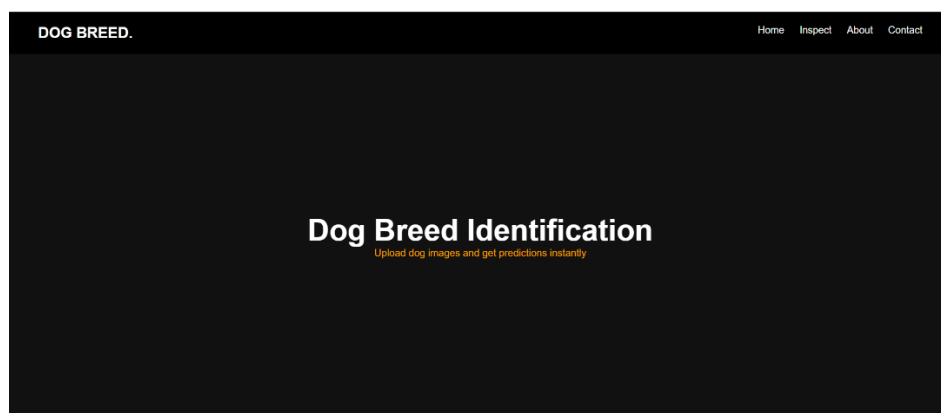 DOG BREED.
Home Inspect About Contact
Dog Breed Identification
Upload dog images and get predictions instantly